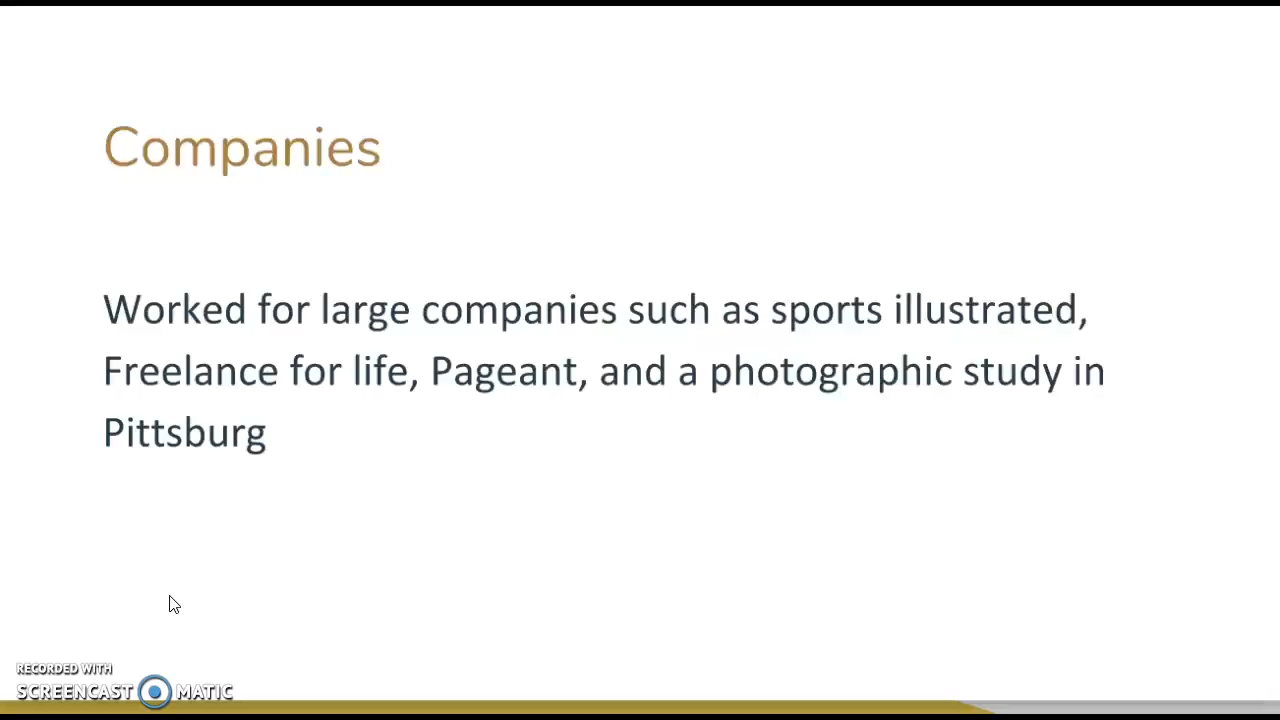 Companies
Worked for large companies such as sports illustrated,
Freelance for life, Pageant, and a photographic study in
Pittsburg
RECORDED WITH
SCREENCAST MATIC